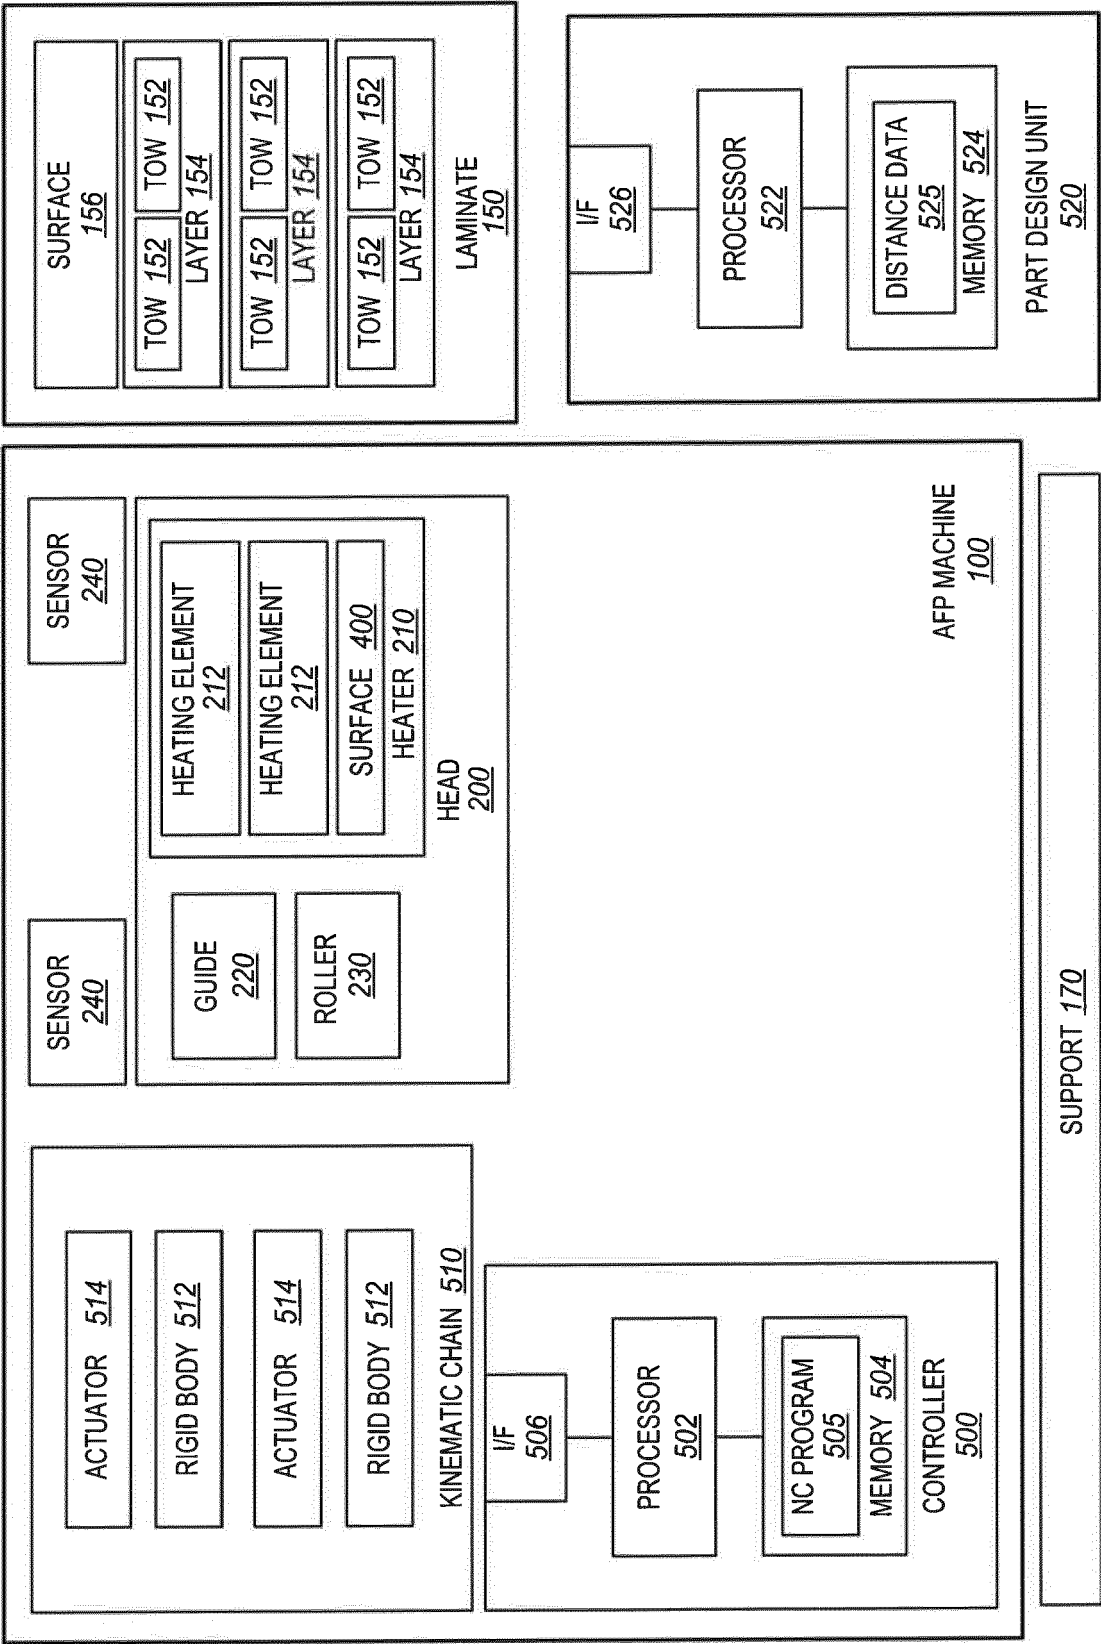 ACTUATOR 514
RIGID BODY 512
ACTUATOR 514
RIGID BODY 512
KINEMATIC CHAIN 510
I/F
506
PROCESSOR
502
NC PROGRAM
505
MEMORY 504
CONTROLLER
500
SENSOR
240
SENSOR
240
GUIDE
220
ROLLER
230
HEATING ELEMENT
212
HEATING ELEMENT
212
SURFACE 400
HEATER 210
HEAD
200
AFP MACHINE
100
SUPPORT 170
SURFACE
156
TOW 152
TOW 152
LAYER 154
TOW 152
TOW 152
LAYER 154
TOW 152
TOW 152
LAYER 154
LAMINATE
150
I/F
526
PROCESSOR
522
DISTANCE DATA
525
MEMORY 524
PART DESIGN UNIT
520